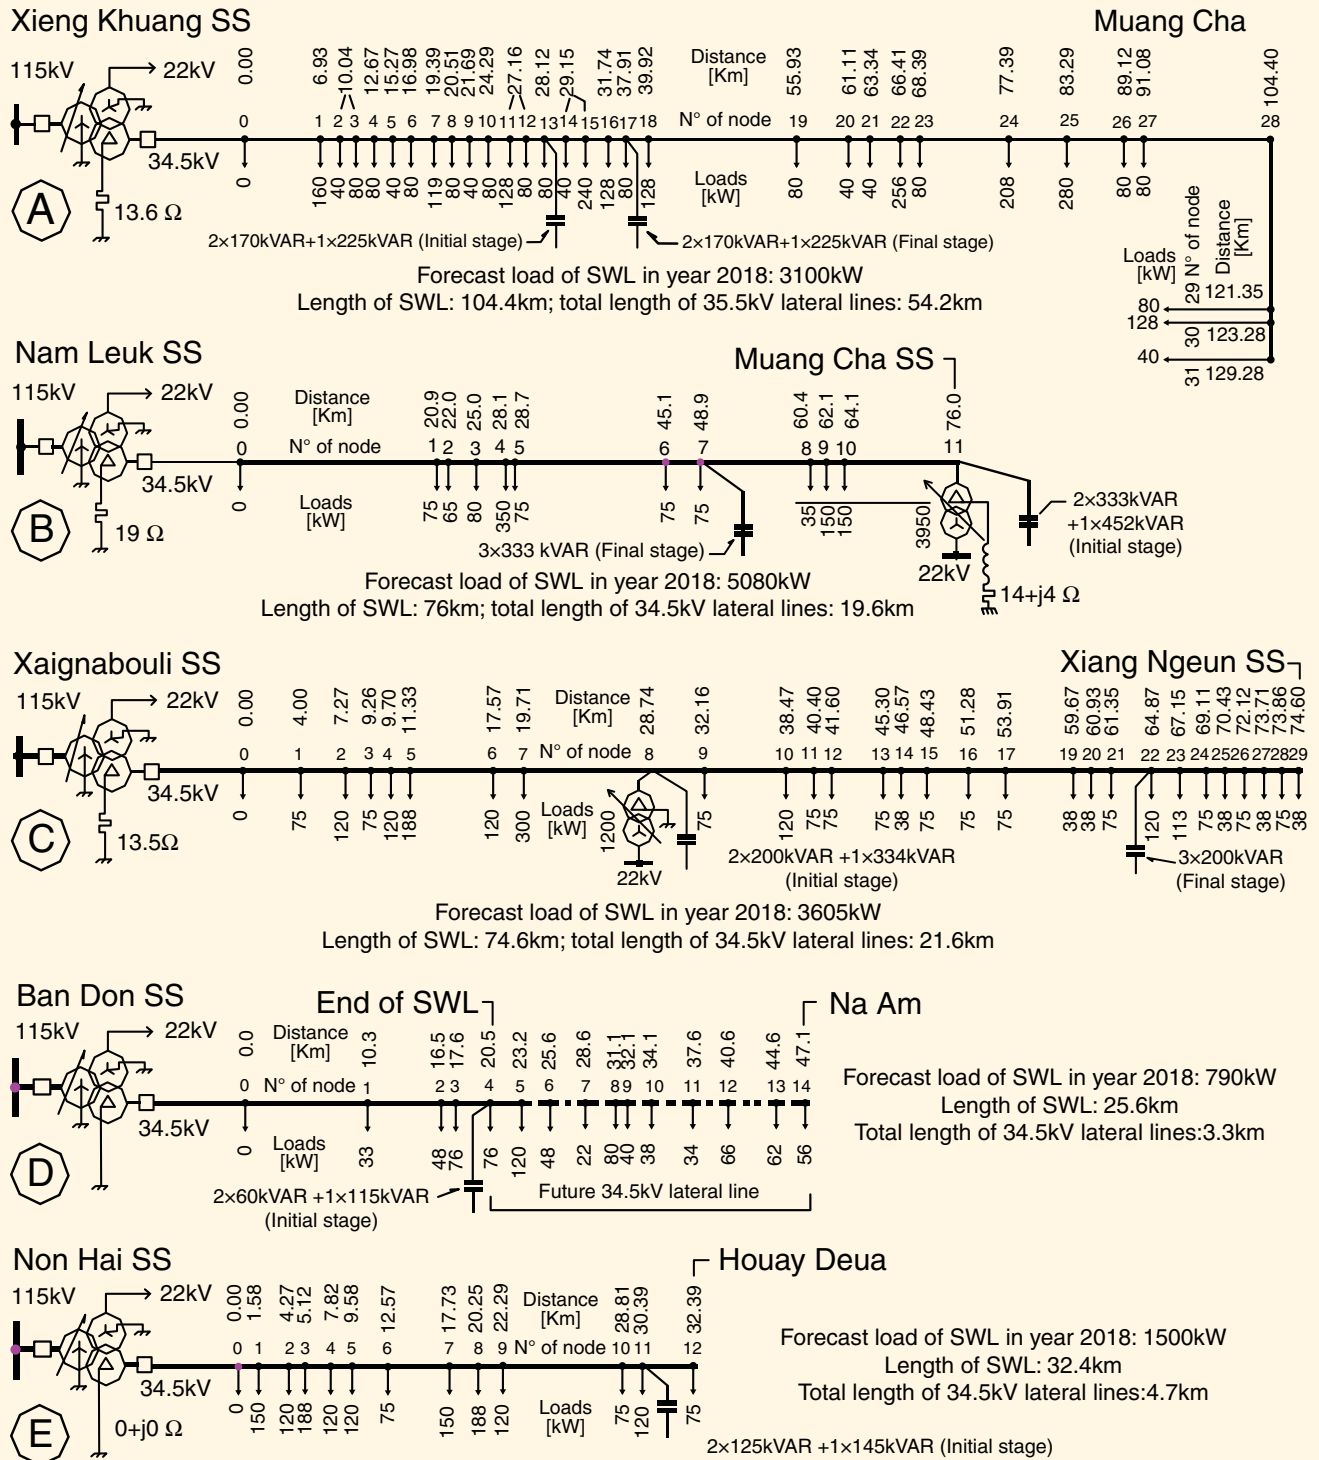 Xieng Khuang SS
Muang Cha
115kV
22kV
34.5kV
13.6 Ω
A
Distance
[Km]
0.00 6.93 10.04 12.67 15.27 16.98 19.39 20.51 21.69 24.29 27.16 28.12 29.15 31.74 37.91 39.92 55.93 61.11 63.34 66.41 68.39 77.39 83.29 89.12 91.08 104.40
N° of node
0 1 2 3 4 5 6 7 8 9 10 11 12 13 14 15 16 17 18 19 20 21 22 23 24 25 26 27 28
Loads
[kW]
0 160 40 80 80 40 80 119 80 40 80 128 80 80 40 240 128 80 128 80 40 40 256 80 208 280 80 80
2×170kVAR+1×225kVAR (Initial stage)
2×170kVAR+1×225kVAR (Final stage)
Loads
[kW]
N° of node
Distance
[Km]
80 29 121.35
128 30 123.28
40 31 129.28
Forecast load of SWL in year 2018: 3100kW
Length of SWL: 104.4km; total length of 35.5kV lateral lines: 54.2km
Nam Leuk SS
Muang Cha SS
115kV
22kV
34.5kV
19 Ω
B
Distance
[Km]
0.00 20.9 22.0 25.0 28.1 28.7 45.1 48.9 60.4 62.1 64.1 76.0
N° of node
0 1 2 3 4 5 6 7 8 9 10 11
Loads
[kW]
0 75 65 80 350 75 75 75 35 150 150 3950
3×333 kVAR (Final stage)
2×333kVAR
+1×452kVAR
(Initial stage)
22kV
14+j4 Ω
Forecast load of SWL in year 2018: 5080kW
Length of SWL: 76km; total length of 34.5kV lateral lines: 19.6km
Xaignabouli SS
Xiang Ngeun SS
115kV
22kV
34.5kV
13.5Ω
C
Distance
[Km]
0.00 4.00 7.27 9.26 9.70 11.33 17.57 19.71 28.74 32.16 38.47 40.40 41.60 45.30 46.57 48.43 51.28 53.91 59.67 60.93 61.35 64.87 67.15 69.11 70.43 72.12 73.71 73.86 74.60
N° of node
0 1 2 3 4 5 6 7 8 9 10 11 12 13 14 15 16 17 19 20 21 22 23 24 25 26 27 28 29
Loads
[kW]
0 75 120 75 120 188 120 300 1200 75 120 75 75 75 38 75 75 75 38 38 75 120 113 75 38 75 38 75 38
22kV
2×200kVAR +1×334kVAR
(Initial stage)
3×200kVAR
(Final stage)
Forecast load of SWL in year 2018: 3605kW
Length of SWL: 74.6km; total length of 34.5kV lateral lines: 21.6km
Ban Don SS
End of SWL
Na Am
115kV
22kV
34.5kV
D
Distance
[Km]
0.0 10.3 16.5 17.6 20.5 23.2 25.6 28.6 31.1 32.1 34.1 37.6 40.6 44.6 47.1
N° of node
0 1 2 3 4 5 6 7 8 9 10 11 12 13 14
Loads
[kW]
0 33 48 76 76 120 48 22 80 40 38 34 66 62 56
2×60kVAR +1×115kVAR
(Initial stage)
Future 34.5kV lateral line
Forecast load of SWL in year 2018: 790kW
Length of SWL: 25.6km
Total length of 34.5kV lateral lines:3.3km
Non Hai SS
Houay Deua
115kV
22kV
34.5kV
0+j0 Ω
E
Distance
[Km]
0.00 1.58 4.27 5.12 7.82 9.58 12.57 17.73 20.25 22.29 28.81 30.39 32.39
N° of node
0 1 2 3 4 5 6 7 8 9 10 11 12
Loads
[kW]
0 150 120 188 120 120 75 150 188 120 75 120 75
2×125kVAR +1×145kVAR (Initial stage)
Forecast load of SWL in year 2018: 1500kW
Length of SWL: 32.4km
Total length of 34.5kV lateral lines:4.7km